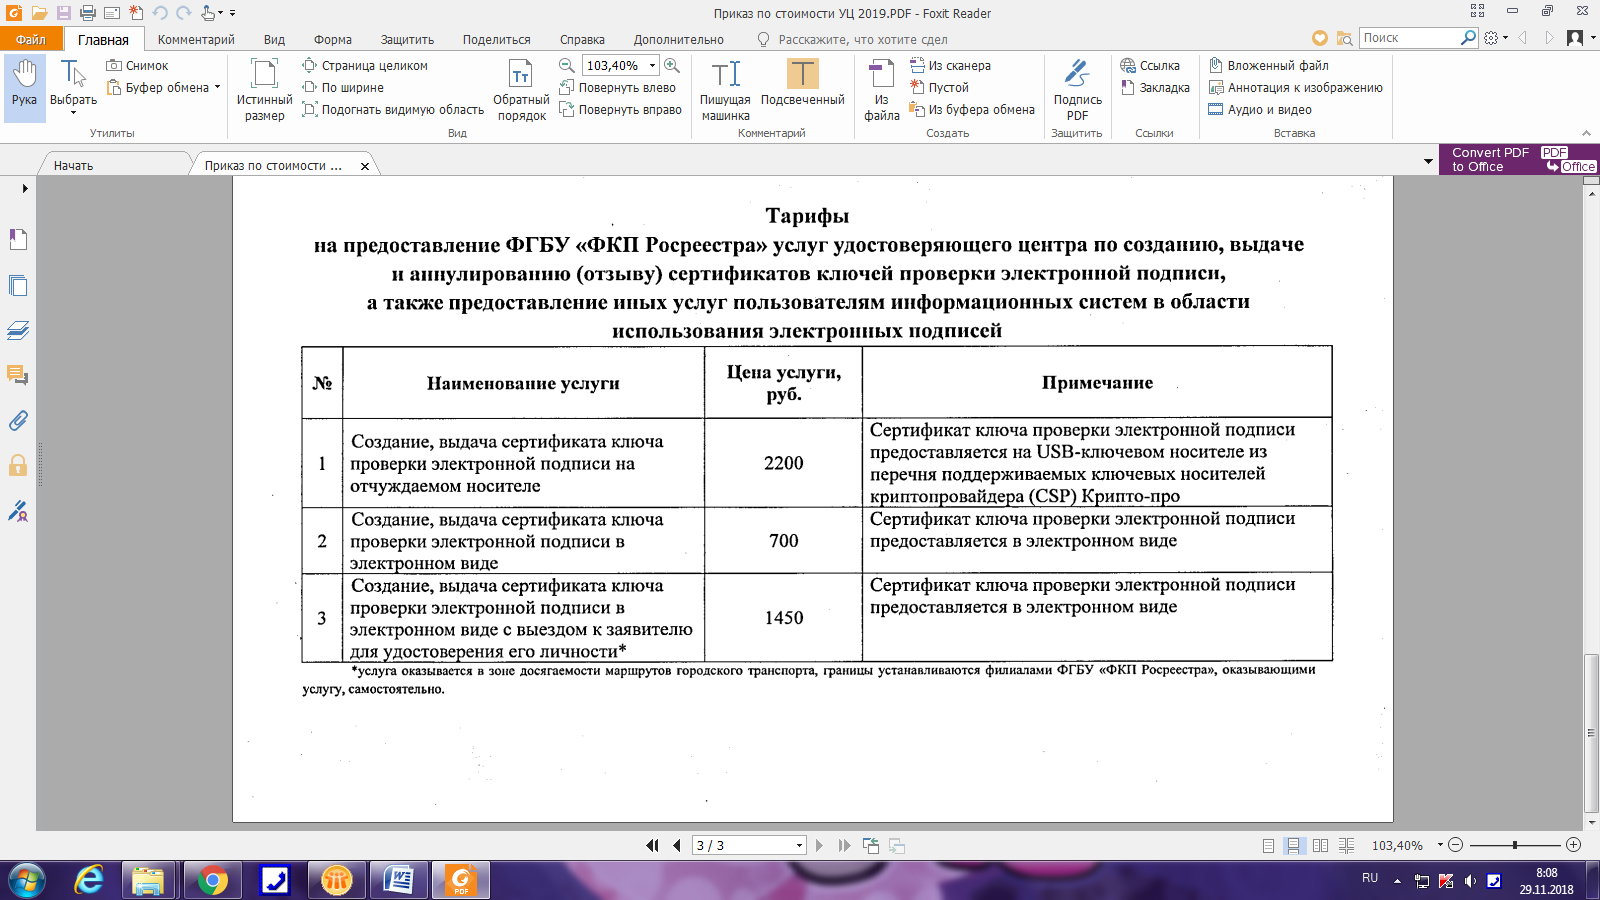 Приказ по стоимости УЦ 2019.PDF - Foxit Reader
Файл Главная Комментарий Вид Форма Защитить Поделиться Справка Дополнительно Расскажите, что хотите сдел Поиск
Рука
Выбрать
Снимок
Буфер обмена
Утилиты
Истинный размер
Страница целиком
По ширине
Подогнать видимую область
Обратный порядок
103,40%
Повернуть влево
Повернуть вправо
Вид
Пишущая машинка
Подсвеченный
Комментарий
Из файла
Из сканера
Пустой
Из буфера обмена
Создать
Подпись PDF
Защитить
Ссылка
Закладка
Ссылки
Вложенный файл
Аннотация к изображению
Аудио и видео
Вставка
Начать
Приказ по стоимости ...
Convert PDF
to Office
PDF
Office
Тарифы
на предоставление ФГБУ «ФКП Росреестра» услуг удостоверяющего центра по созданию, выдаче
и аннулированию (отзыву) сертификатов ключей проверки электронной подписи,
а также предоставление иных услуг пользователям информационных систем в области
использования электронных подписей
№
Наименование услуги
Цена услуги,
руб.
Примечание
1
Создание, выдача сертификата ключа
проверки электронной подписи на
отчуждаемом носителе
2200
Сертификат ключа проверки электронной подписи
предоставляется на USB-ключевом носителе из
перечня поддерживаемых ключевых носителей
криптопровайдера (CSP) Крипто-про
2
Создание, выдача сертификата ключа
проверки электронной подписи в
электронном виде
700
Сертификат ключа проверки электронной подписи
предоставляется в электронном виде
3
Создание, выдача сертификата ключа
проверки электронной подписи в
электронном виде с выездом к заявителю
для удостоверения его личности*
1450
Сертификат ключа проверки электронной подписи
предоставляется в электронном виде
*услуга оказывается в зоне досягаемости маршрутов городского транспорта, границы устанавливаются филиалами ФГБУ «ФКП Росреестра», оказывающими
услугу, самостоятельно.
3 / 3
103,40%
RU
8:08
29.11.2018